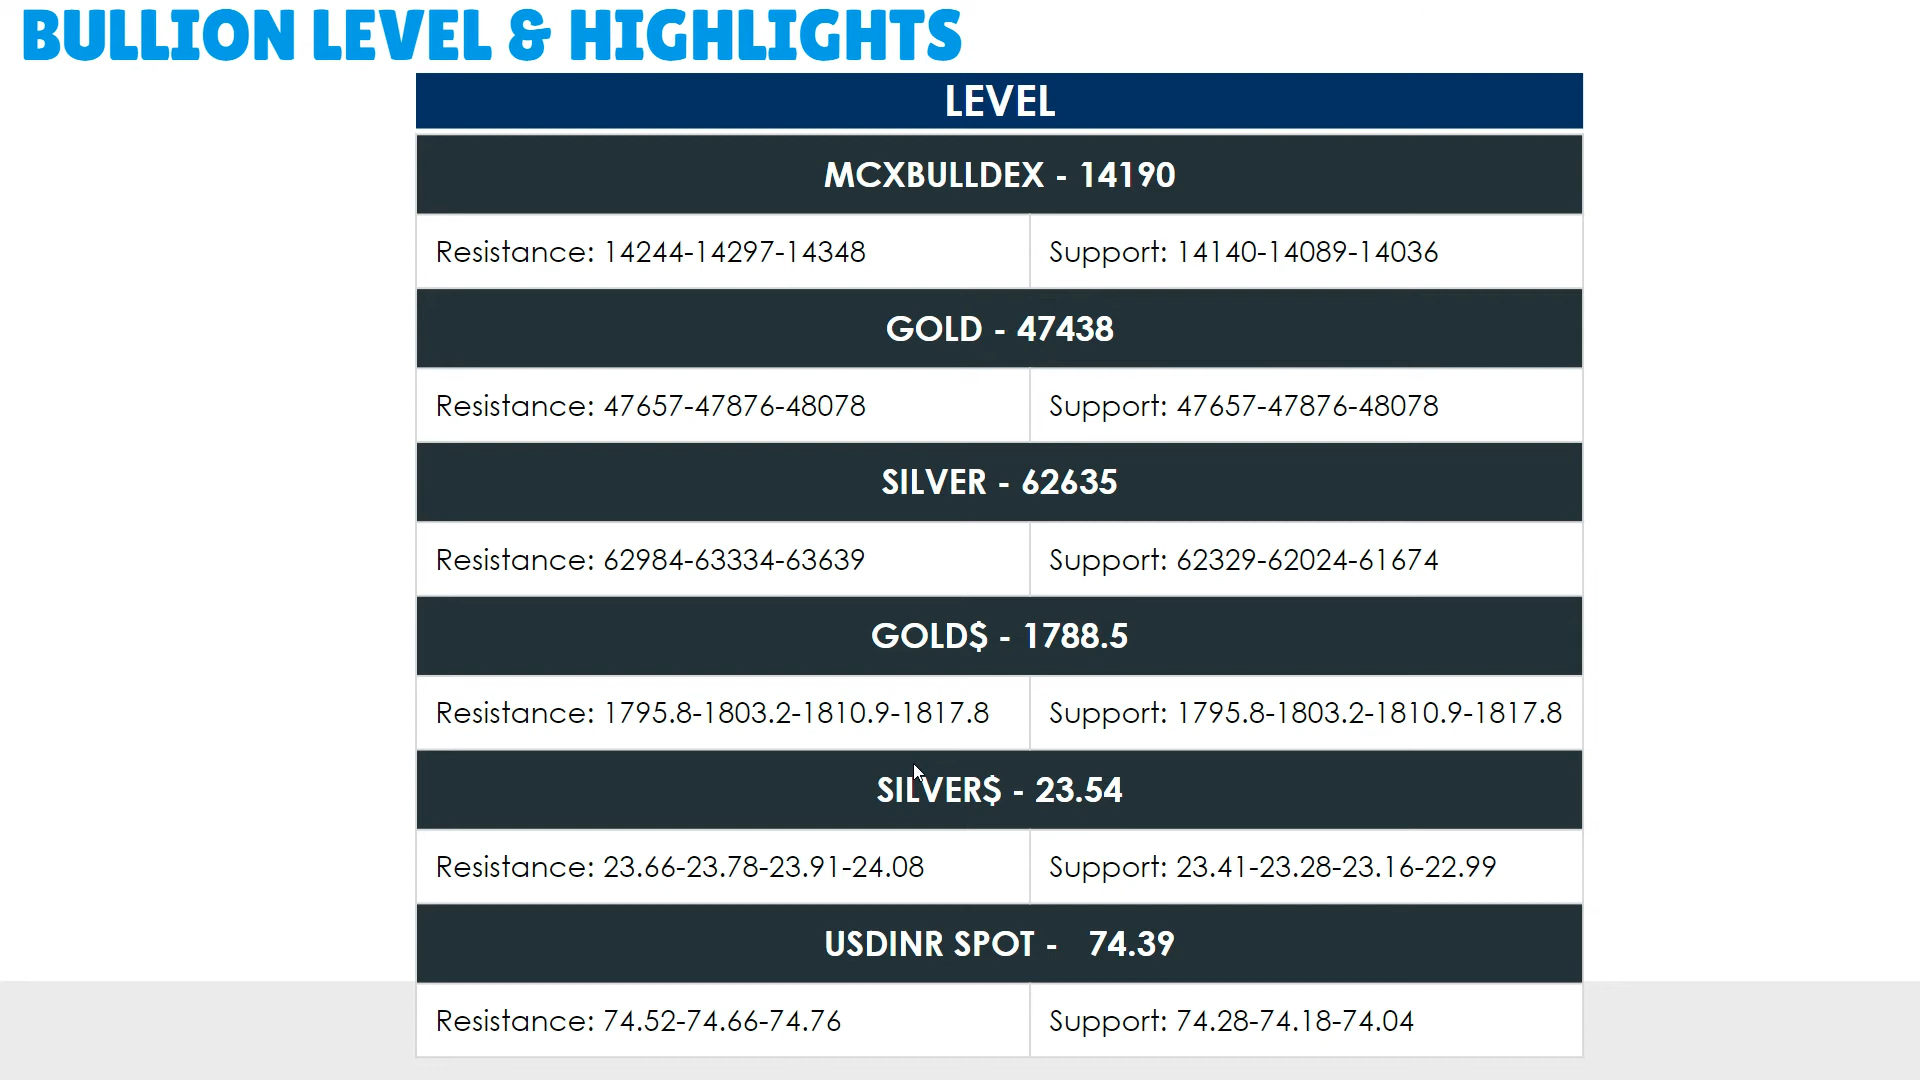 BULLION LEVEL & HIGHLIGHTS
LEVEL
MCXBULLDEX - 14190
Resistance: 14244-14297-14348
Support: 14140-14089-14036
GOLD - 47438
Resistance: 47657-47876-48078
Support: 47657-47876-48078
SILVER - 62635
Resistance: 62984-63334-63639
Support: 62329-62024-61674
GOLD$ - 1788.5
Resistance: 1795.8-1803.2-1810.9-1817.8
Support: 1795.8-1803.2-1810.9-1817.8
SILVER$ - 23.54
Resistance: 23.66-23.78-23.91-24.08
Support: 23.41-23.28-23.16-22.99
USDINR SPOT - 74.39
Resistance: 74.52-74.66-74.76
Support: 74.28-74.18-74.04